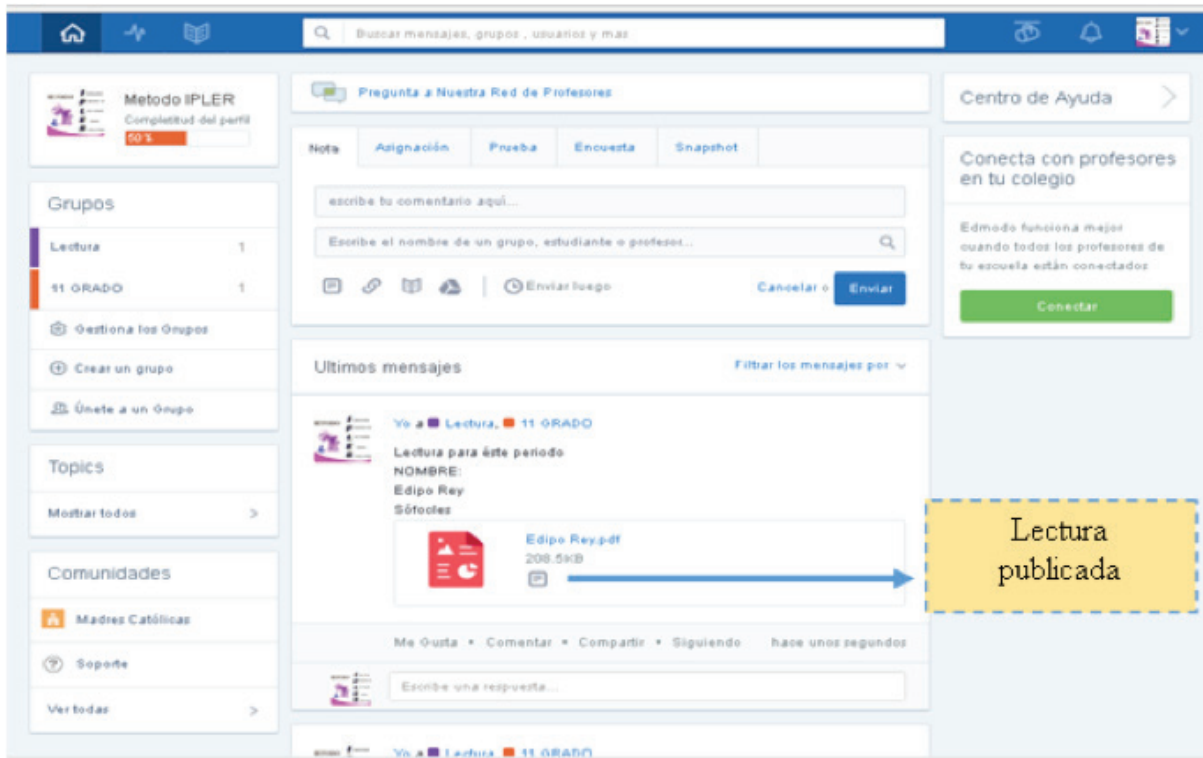 Buscar mensajes, grupos , usuarios y mas
Metodo IPLER
Completitud del perfil
50 %
Grupos
Lectura 1
11 GRADO 1
Gestiona los Grupos
Crear un grupo
Únete a un Grupo
Topics
Mostrar todos >
Comunidades
Madres Católicas
Soporte
Ver todas >
Pregunta a Nuestra Red de Profesores
Nota Asignación Prueba Encuesta Snapshot
escribe tu comentario aquí...
Escribe el nombre de un grupo, estudiante o profesor...
Enviar luego Cancelar o Enviar
Ultimos mensajes Filtrar los mensajes por
Yo a Lectura, 11 GRADO
Lectura para éste periodo
NOMBRE:
Edipo Rey
Sófocles
Edipo Rey.pdf
208.5KB
Me Gusta • Comentar • Compartir • Siguiendo hace unos segundos
Escribe una respuesta...
Yo a Lectura, 11 GRADO
Centro de Ayuda >
Conecta con profesores
en tu colegio
Edmodo funciona mejor
cuando todos los profesores de
tu escuela están conectados
Conectar
Lectura
publicada